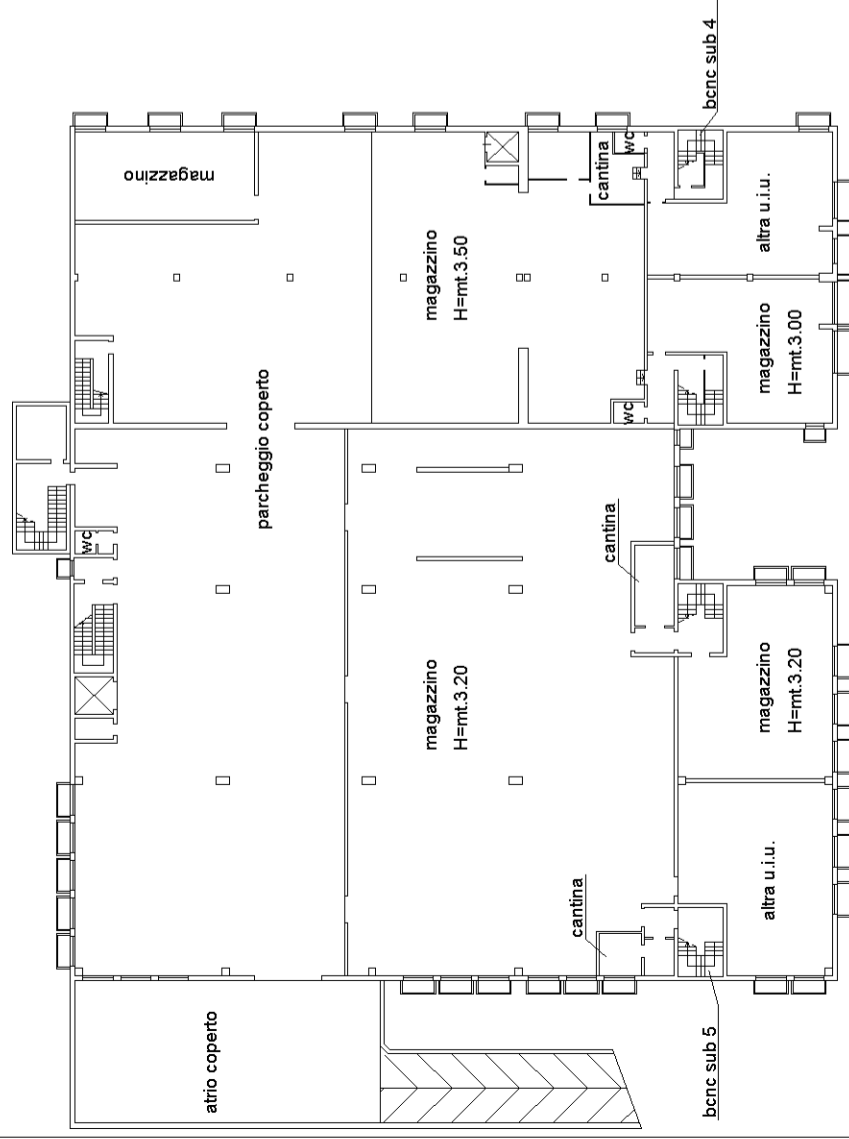 atrio coperto
parcheggio coperto
magazzino
wc
magazzino
H=mt.3.20
magazzino
H=mt.3.50
cantina
cantina
cantina
wc
wc
bcnc sub 5
altra u.i.u.
magazzino
H=mt.3.20
magazzino
H=mt.3.00
altra u.i.u.
bcnc sub 4